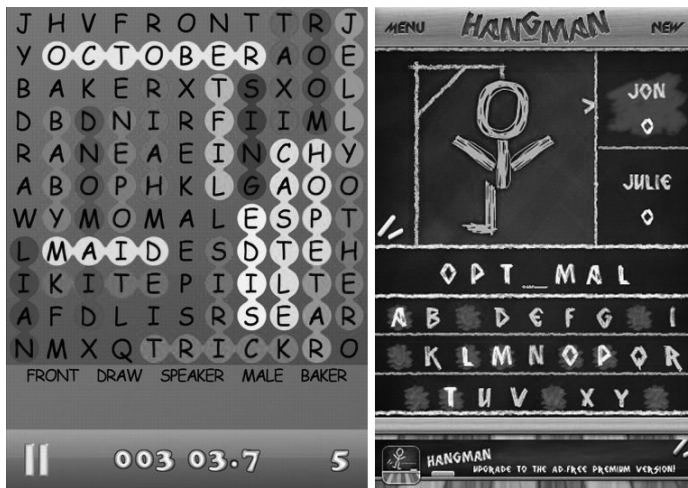 J H V F R O N T T R J
Y O C T O B E R A O E
B A K E R X T S X O L
D B D N I R F I I M L
R A N E A E I N C H Y
A B O P H K L G A O O
W Y M O M A L E S P T
L M A I D E S D T E H
I K I T E P I I L T E
A F D L I S R S E A R
N M X Q T R I C K R O
FRONT DRAW SPEAKER MALE BAKER
003 03.7 5
MENU HANGMAN NEW
JON
0
JULIE
0
O P T _ M A L
A B D E F G I
K L M N O P Q R
T U V X Y
HANGMAN
UPGRADE TO THE AD.FREE PREMIUM VERSION!